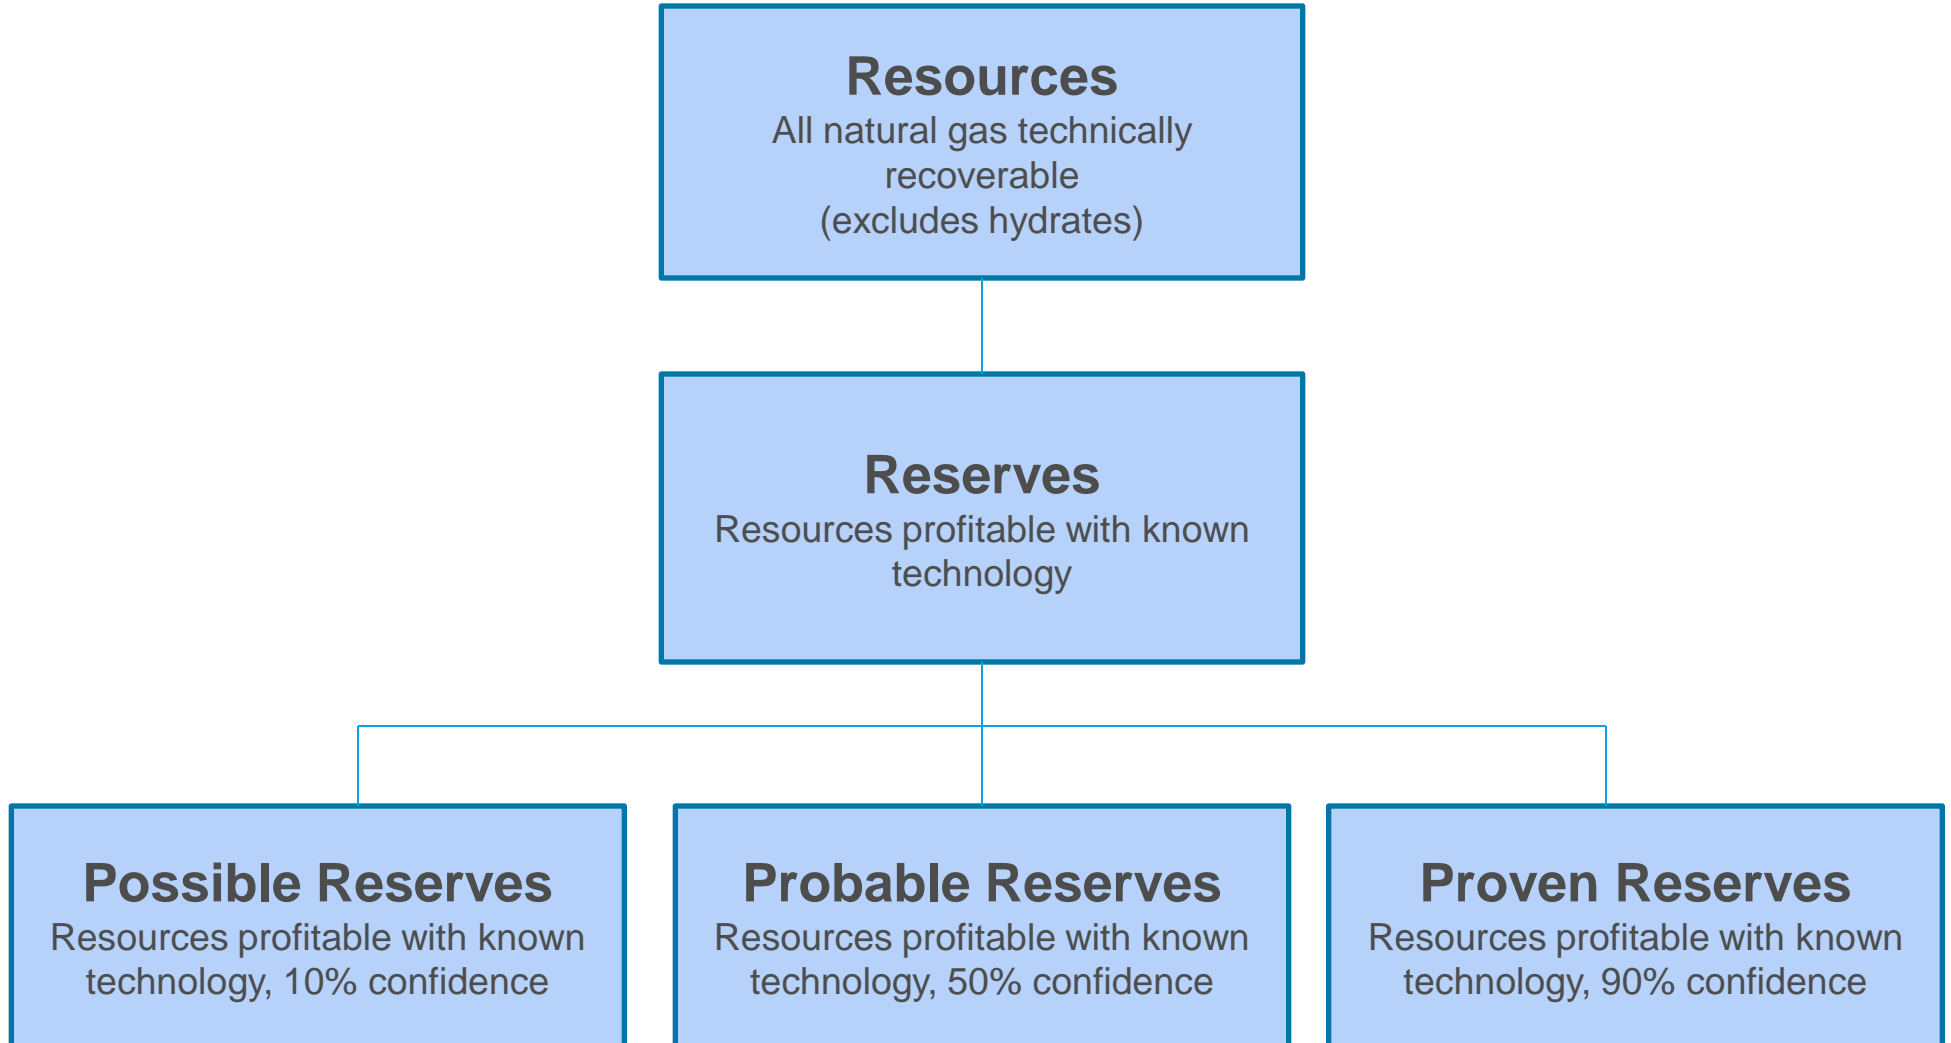 Resources
All natural gas technically
recoverable
(excludes hydrates)
Reserves
Resources profitable with known
technology
Possible Reserves
Resources profitable with known
technology, 10% confidence
Probable Reserves
Resources profitable with known
technology, 50% confidence
Proven Reserves
Resources profitable with known
technology, 90% confidence